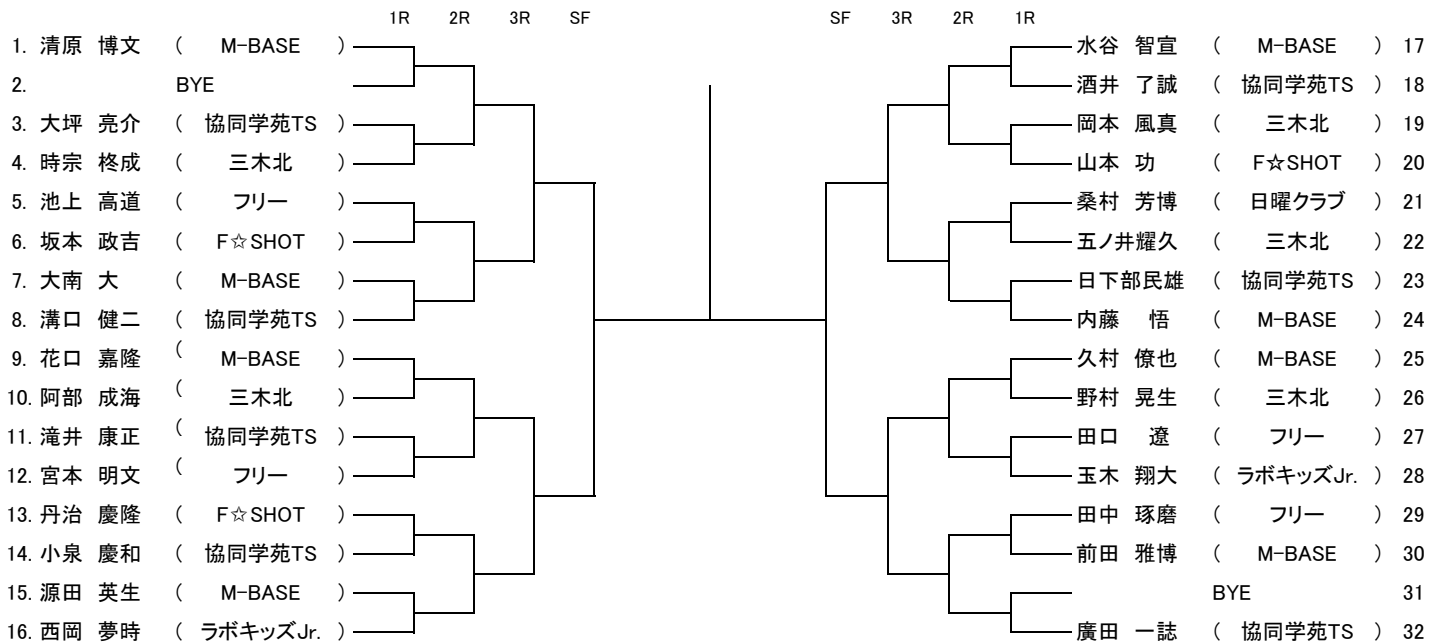 1R 2R 3R SF SF 3R 2R 1R
1. 清原 博文 ( M-BASE )
2. BYE
3. 大坪 亮介 ( 協同学苑TS )
4. 時宗 柊成 ( 三木北 )
5. 池上 高道 ( フリー )
6. 坂本 政吉 ( F☆SHOT )
7. 大南 大 ( M-BASE )
8. 溝口 健二 ( 協同学苑TS )
9. 花口 嘉隆 ( M-BASE )
10. 阿部 成海 ( 三木北 )
11. 滝井 康正 ( 協同学苑TS )
12. 宮本 明文 ( フリー )
13. 丹治 慶隆 ( F☆SHOT )
14. 小泉 慶和 ( 協同学苑TS )
15. 源田 英生 ( M-BASE )
16. 西岡 夢時 ( ラボキッズJr. )
水谷 智宣 ( M-BASE ) 17
酒井 了誠 ( 協同学苑TS ) 18
岡本 風真 ( 三木北 ) 19
山本 功 ( F☆SHOT ) 20
桑村 芳博 ( 日曜クラブ ) 21
五ノ井耀久 ( 三木北 ) 22
日下部民雄 ( 協同学苑TS ) 23
内藤 悟 ( M-BASE ) 24
久村 僚也 ( M-BASE ) 25
野村 晃生 ( 三木北 ) 26
田口 遼 ( フリー ) 27
玉木 翔大 ( ラボキッズJr. ) 28
田中 琢磨 ( フリー ) 29
前田 雅博 ( M-BASE ) 30
BYE 31
廣田 一誌 ( 協同学苑TS ) 32